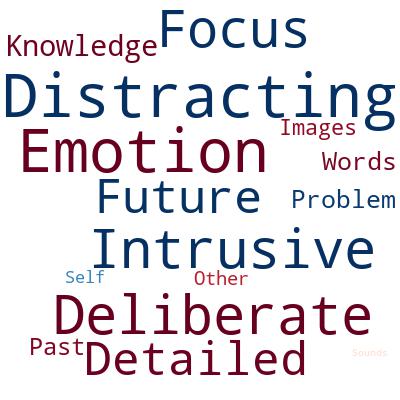 Focus
Knowledge
Distracting
Images
Emotion
Words
Future
Problem
Intrusive
Self
Other
Deliberate
Past
Detailed
Sounds